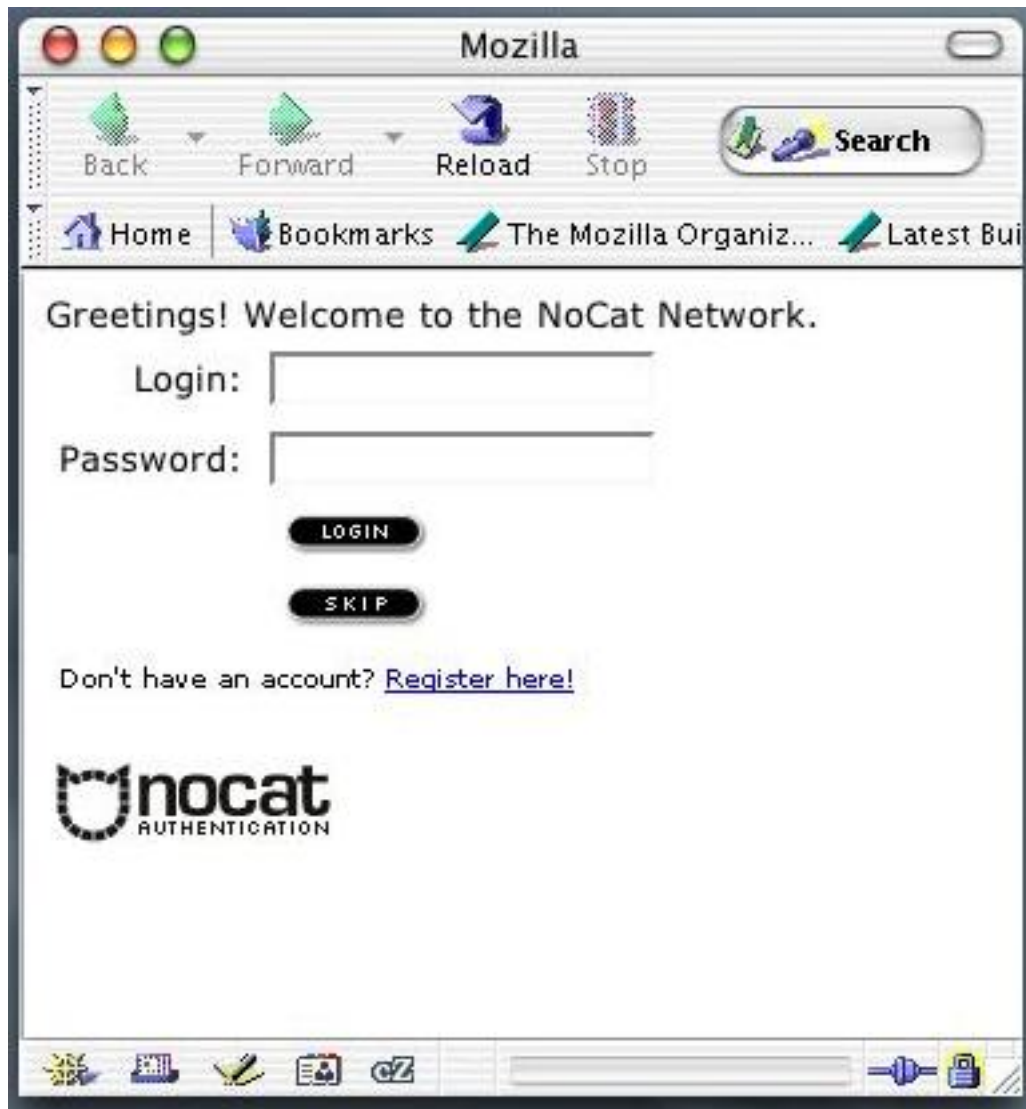 Mozilla
Back Forward Reload Stop Search
Home Bookmarks The Mozilla Organiz... Latest Bui
Greetings! Welcome to the NoCat Network.
Login:
Password:
LOGIN
SKIP
Don't have an account? Register here!
nocat
AUTHENTICATION
cZ